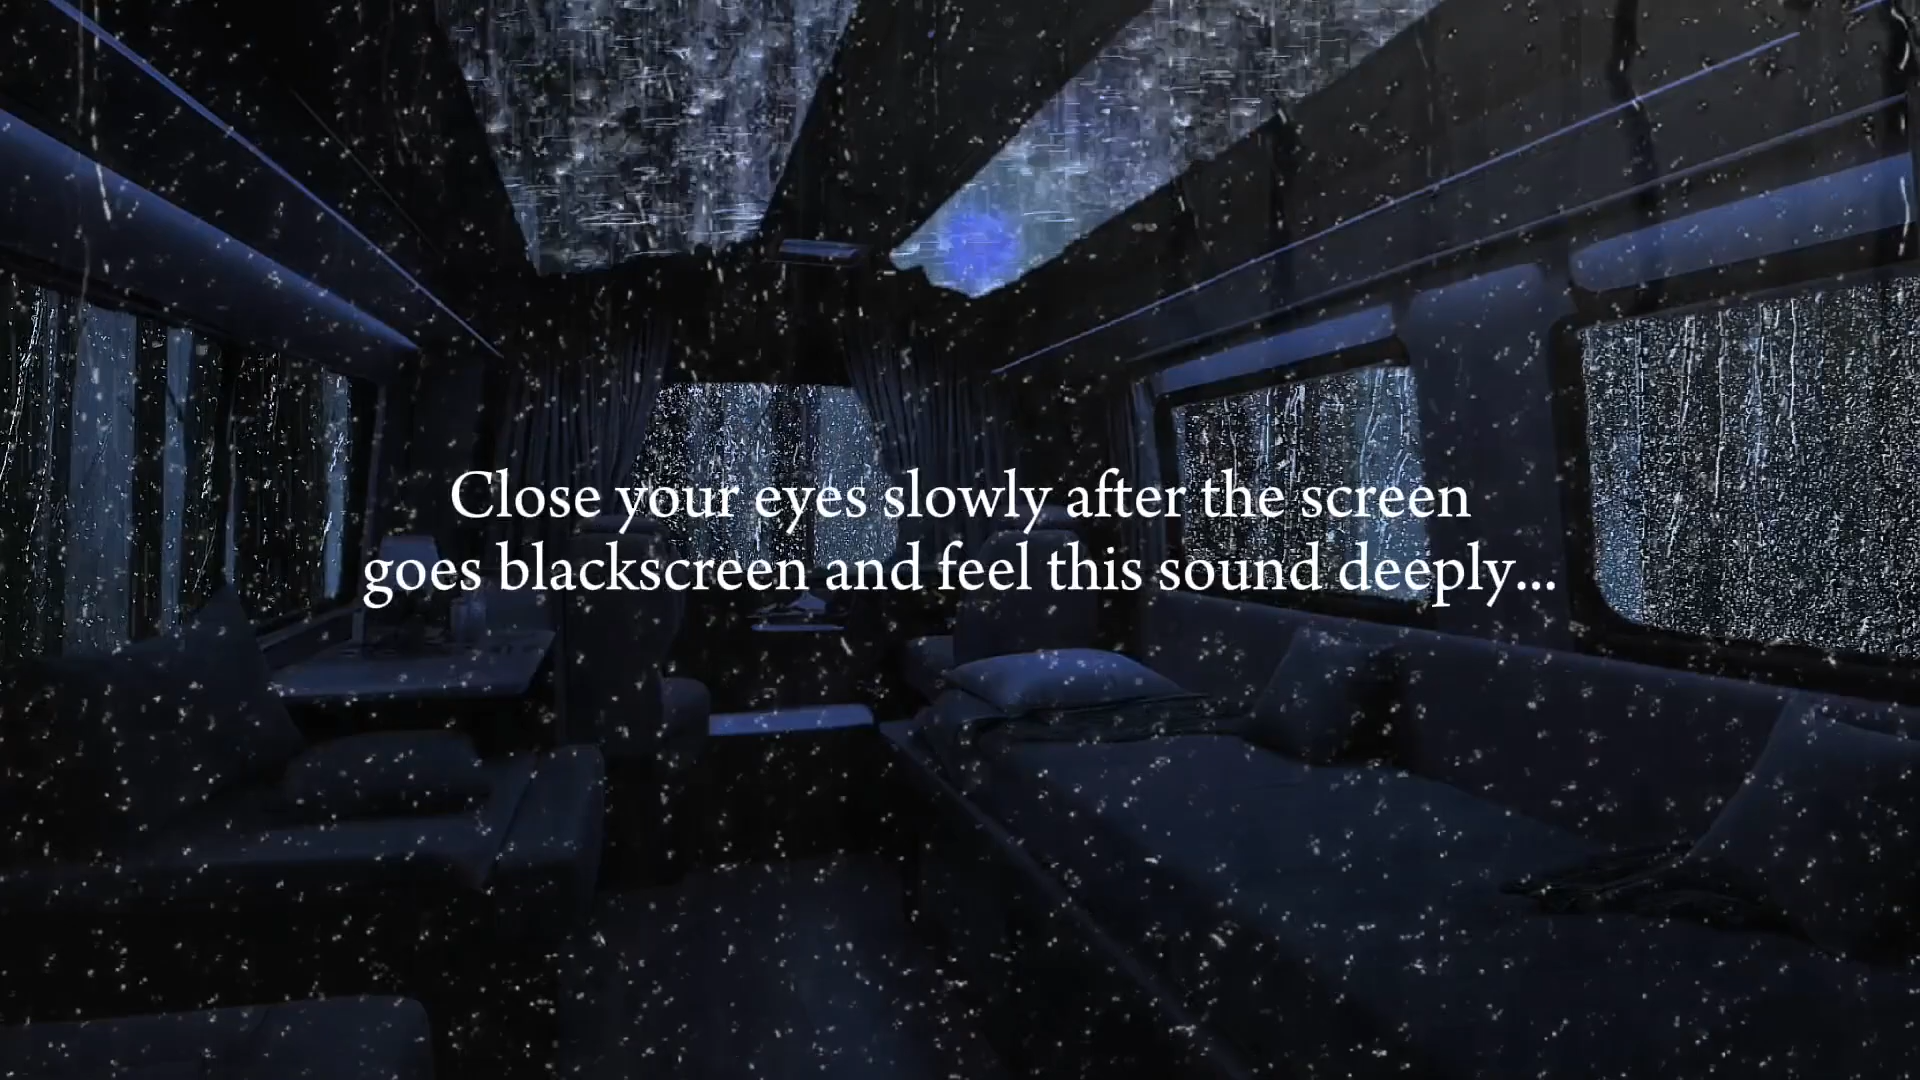 Close your eyes slowly after the screen
goes blackscreen and feel this sound deeply...